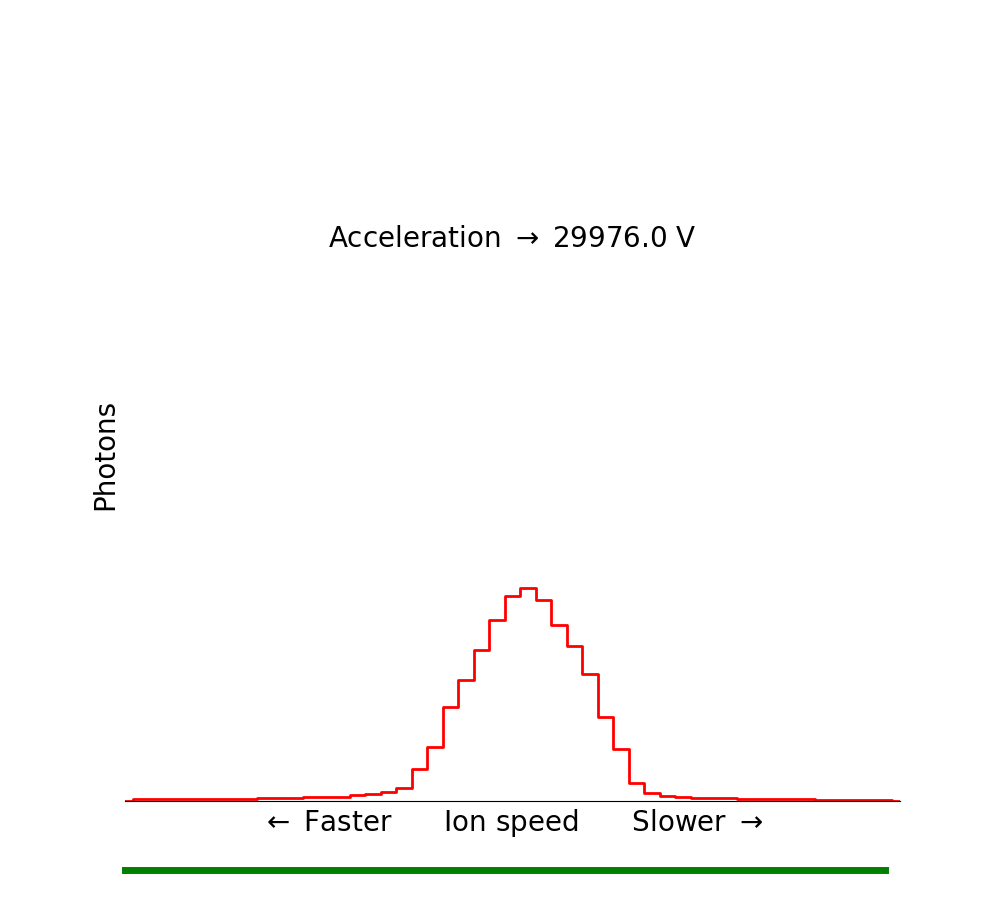 Acceleration → 29976.0 V
Photons
← Faster Ion speed Slower →